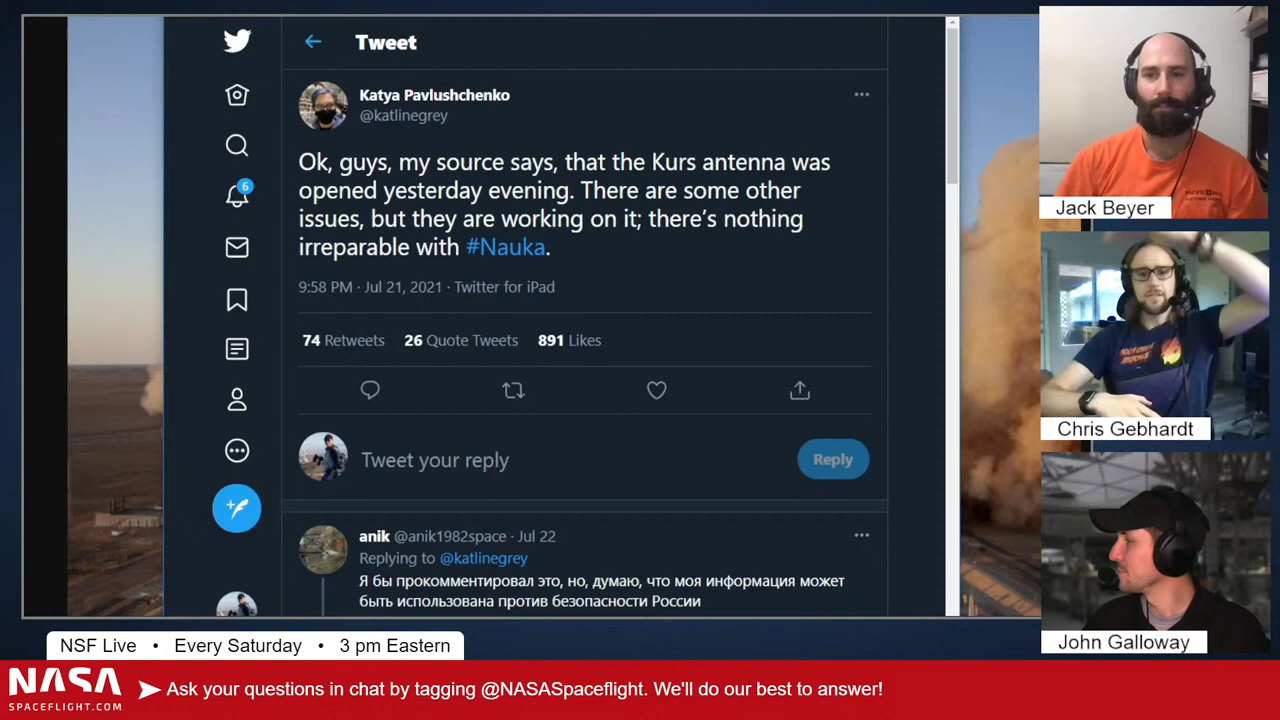 Tweet
Katya Pavlushchenko
@katlinegrey
Ok, guys, my source says, that the Kurs antenna was
opened yesterday evening. There are some other
issues, but they are working on it; there’s nothing
irreparable with #Nauka.
9:58 PM · Jul 21, 2021 · Twitter for iPad
74 Retweets 26 Quote Tweets 891 Likes
6
Tweet your reply
Reply
anik @anik1982space · Jul 22
Replying to @katlinegrey
Я бы прокомментировал это, но, думаю, что моя информация может
быть использована против безопасности России
Jack Beyer
Chris Gebhardt
John Galloway
NSF Live • Every Saturday • 3 pm Eastern
NASA
SPACEFLIGHT.COM
Ask your questions in chat by tagging @NASASpaceflight. We'll do our best to answer!